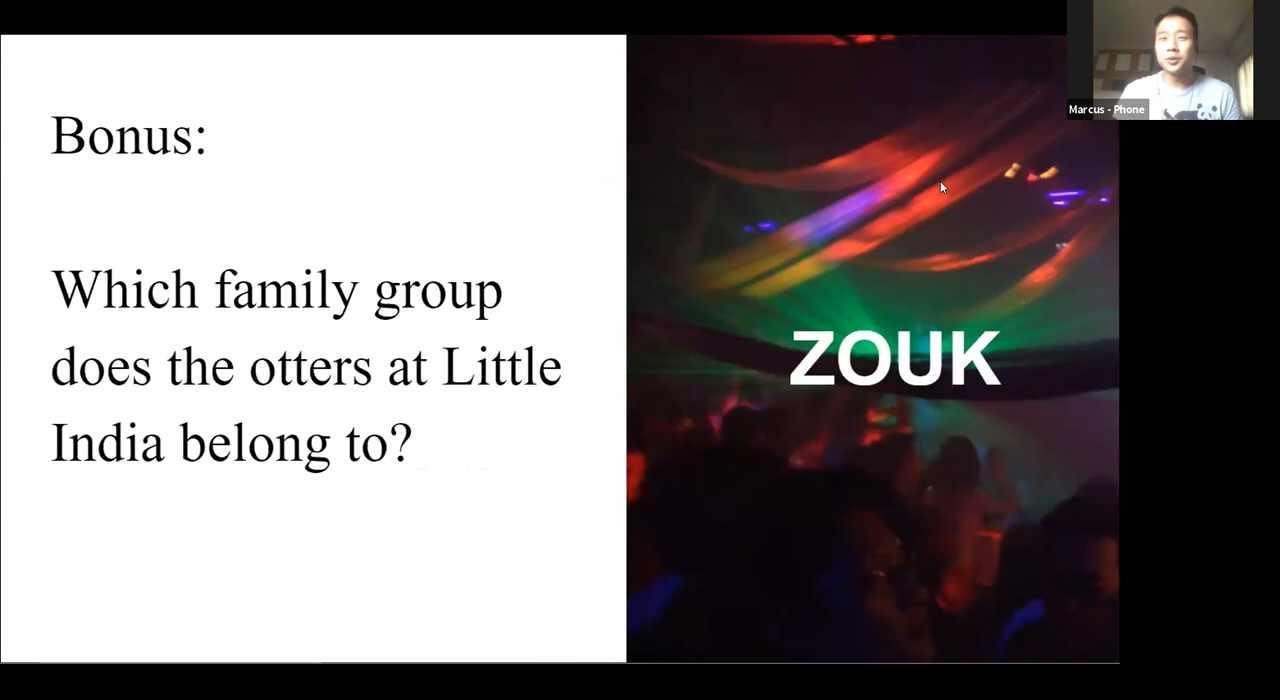 Bonus:
Which family group
does the otters at Little
India belong to?
ZOUK
Marcus - Phone